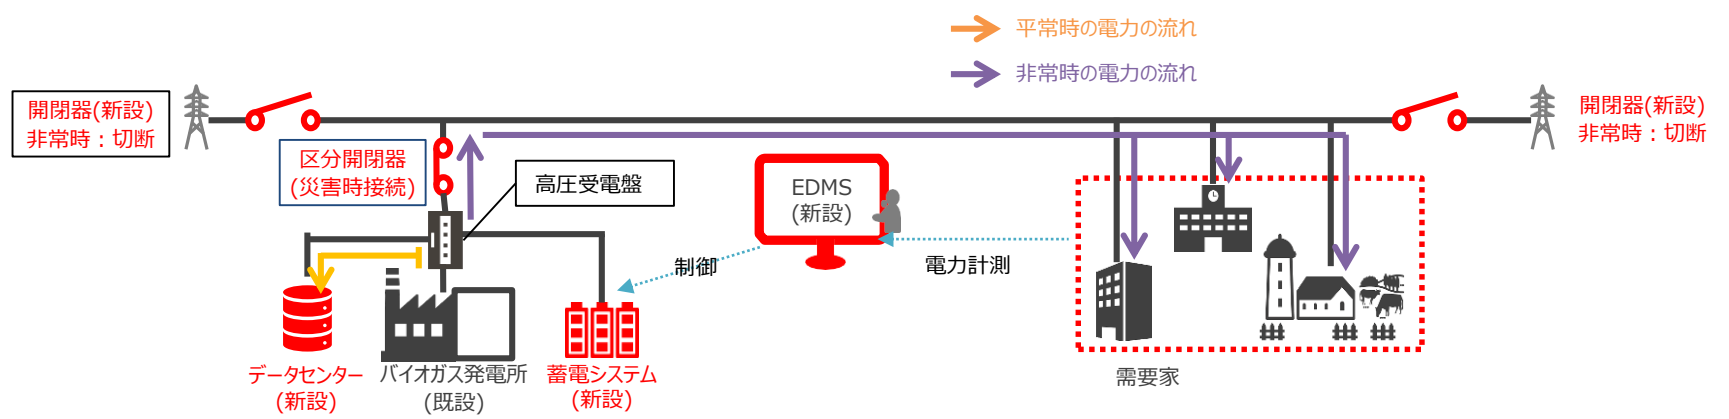 平常時の電力の流れ
非常時の電力の流れ
開閉器(新設)
非常時：切断
開閉器(新設)
非常時：切断
区分開閉器
(災害時接続)
高圧受電盤
EDMS
(新設)
制御
電力計測
データセンター
(新設)
バイオガス発電所
(既設)
蓄電システム
(新設)
需要家